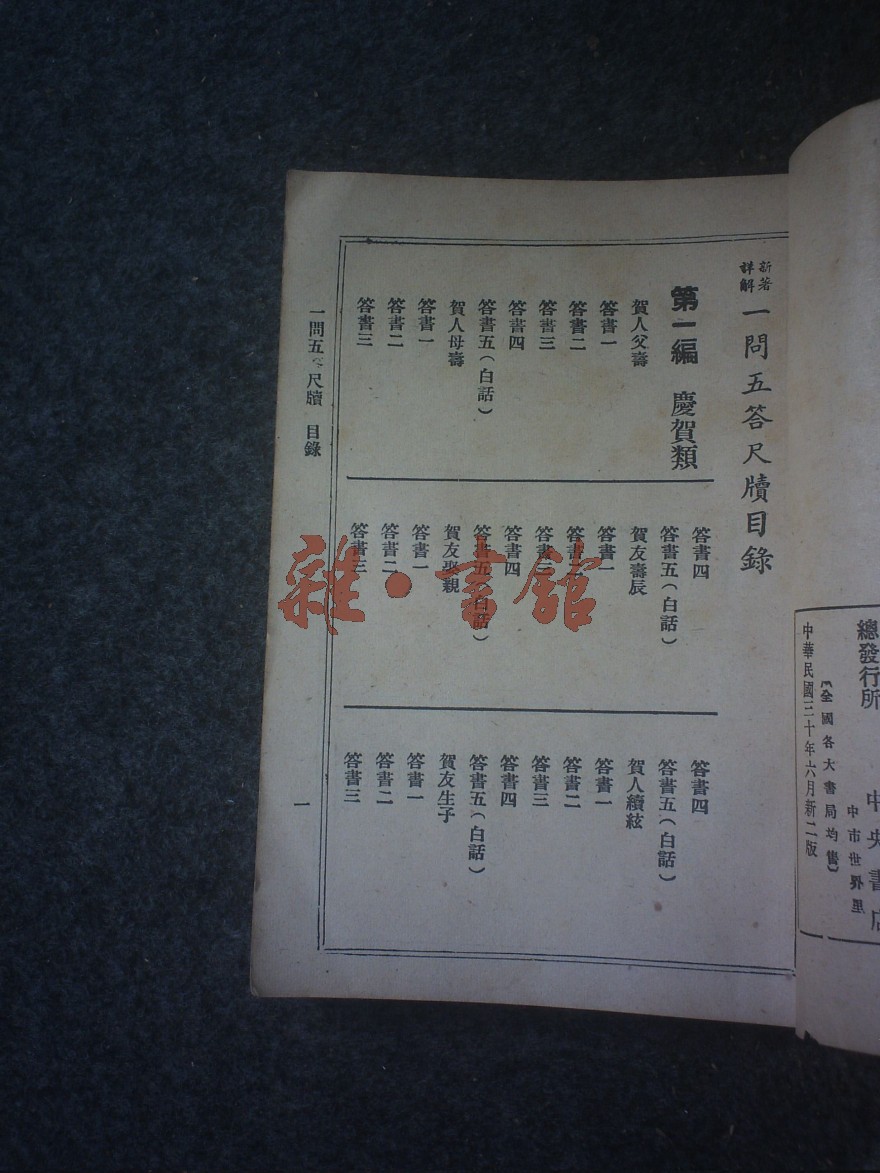 新著
詳解
一問五答尺牘目錄
第一編　慶賀類
賀人父壽
答書一
答書二
答書三
答書四
答書五（白話）
賀人母壽
答書一
答書二
答書三
答書四
答書五（白話）
賀友壽辰
答書一
答書二
答書三
答書四
答書五（白話）
賀友娶親
答書一
答書二
答書三
答書四
答書五（白話）
賀人續絃
答書一
答書二
答書三
答書四
答書五（白話）
賀友生子
答書一
答書二
答書三
一問五 尺牘　目錄
一
總發行所
中央書店
中市世界里
全國各大書局均售
中華民國三十年六月新二版
雜·書館